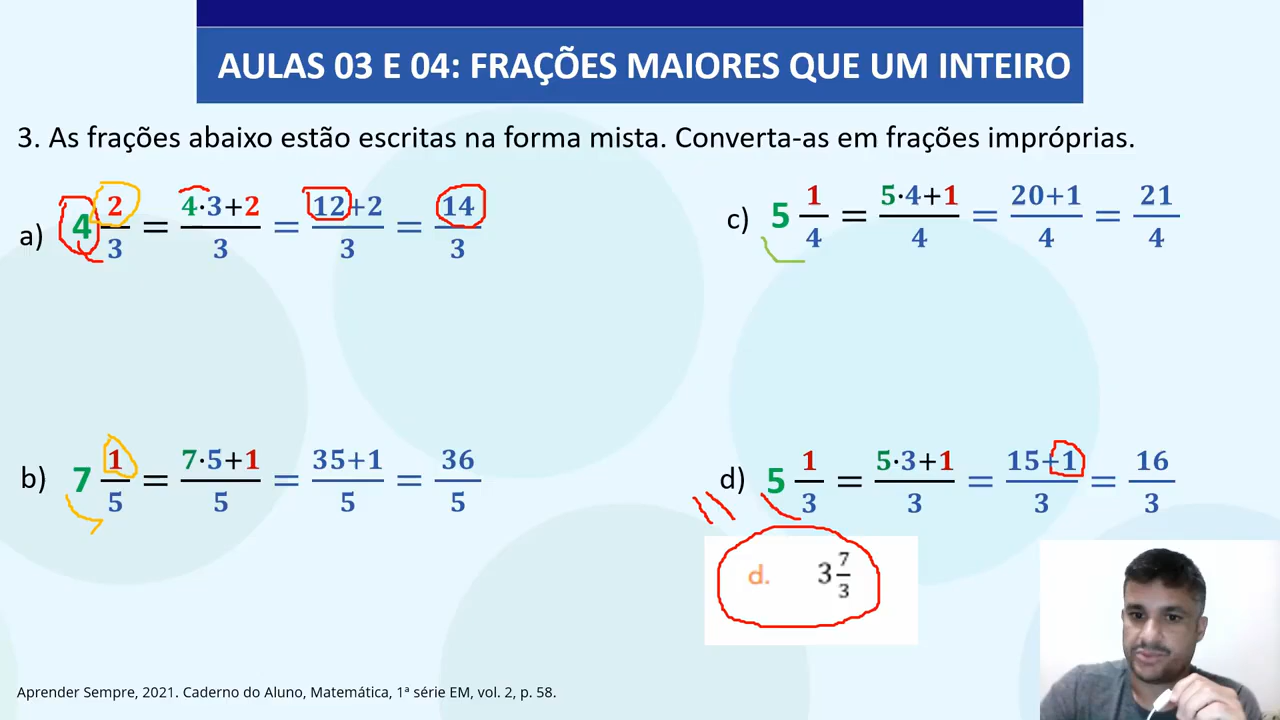 AULAS 03 E 04: FRAÇÕES MAIORES QUE UM INTEIRO
3. As frações abaixo estão escritas na forma mista. Converta-as em frações impróprias.
a) 4 2/3 = 4·3+2/3 = 12+2/3 = 14/3
b) 7 1/5 = 7·5+1/5 = 35+1/5 = 36/5
c) 5 1/4 = 5·4+1/4 = 20+1/4 = 21/4
d) 5 1/3 = 5·3+1/3 = 15+1/3 = 16/3
d. 3 7/3
Aprender Sempre, 2021. Caderno do Aluno, Matemática, 1ª série EM, vol. 2, p. 58.